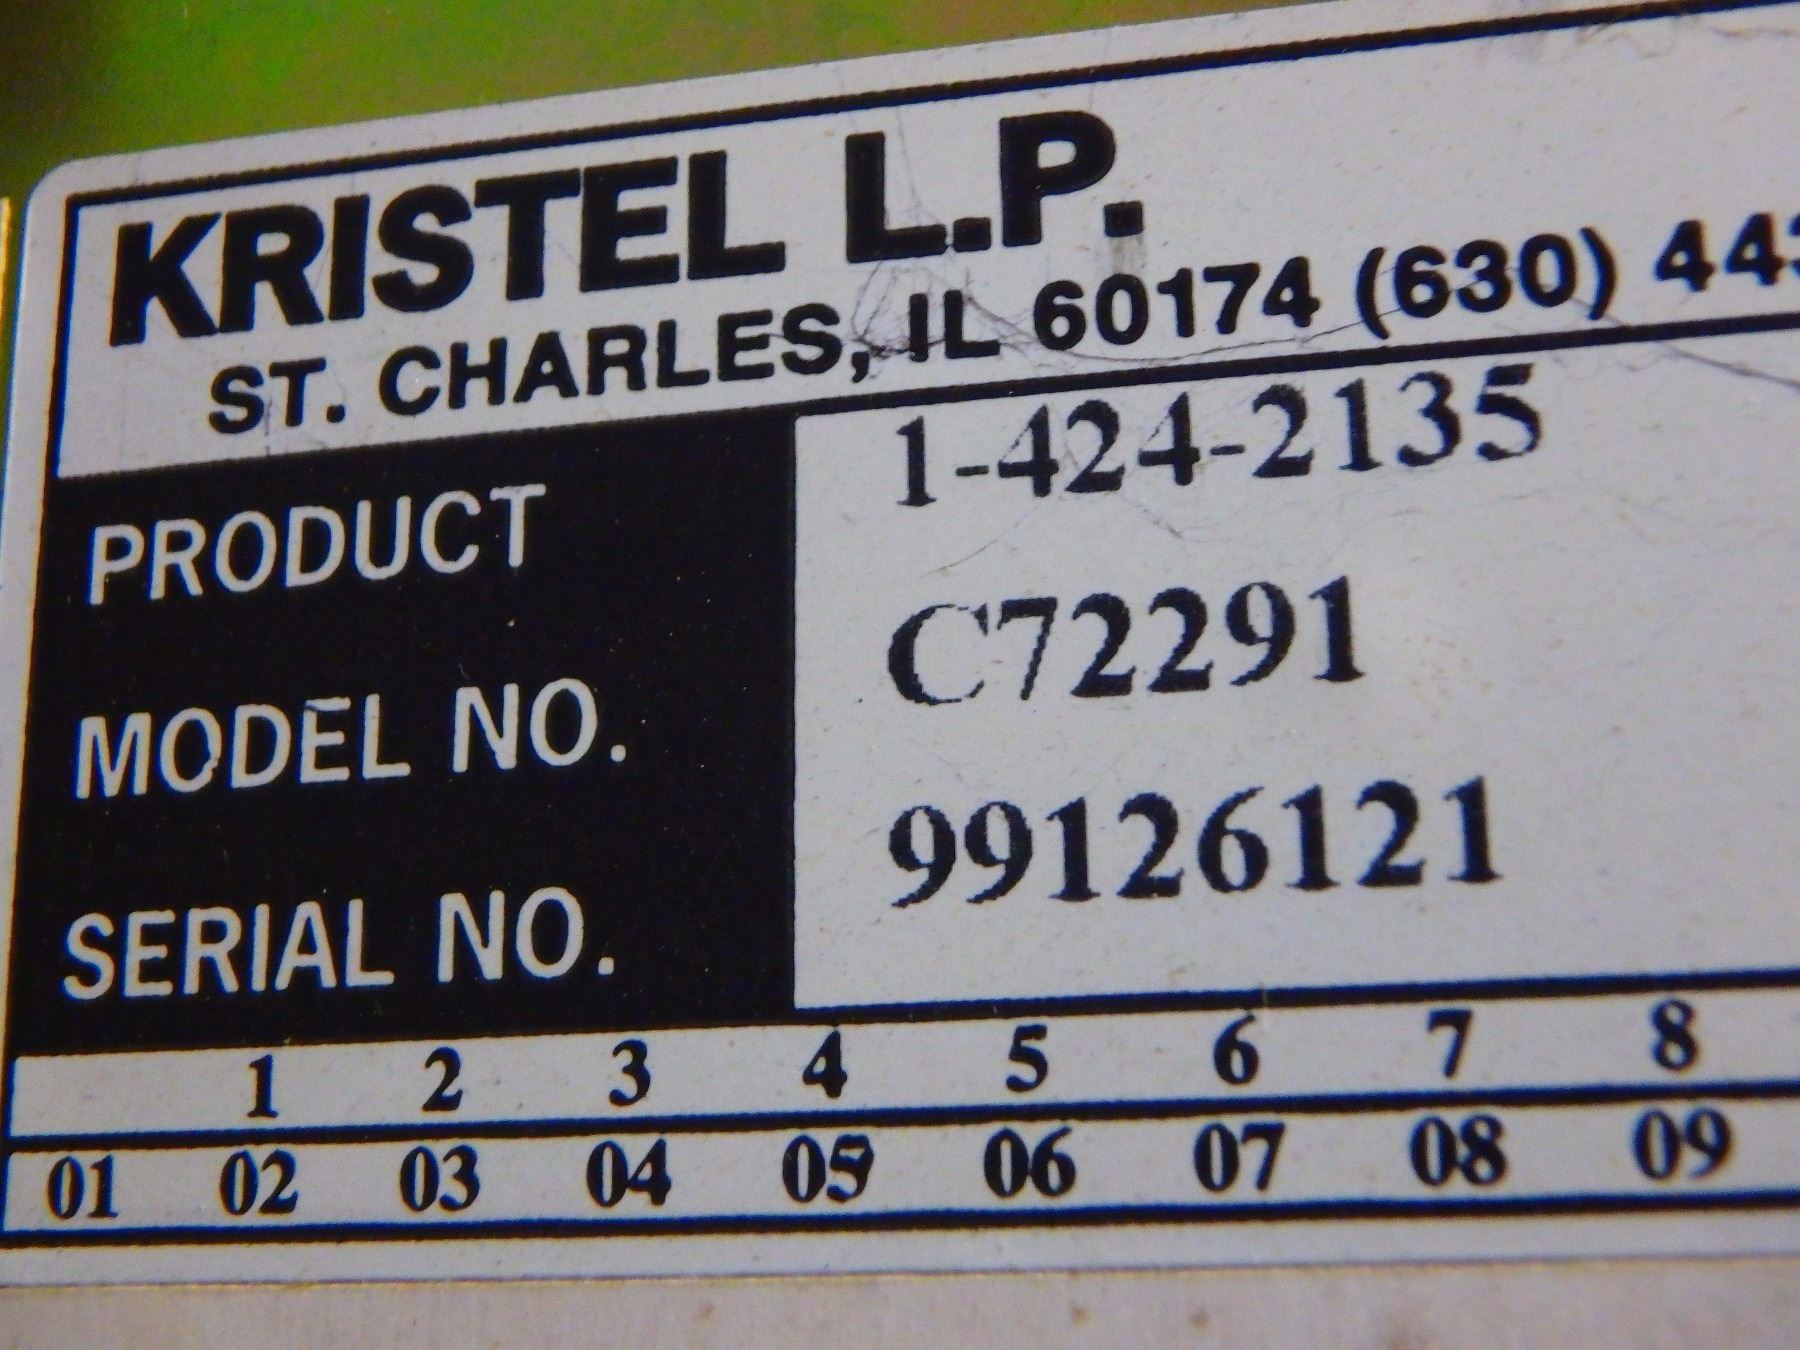 KRISTEL L.P.
ST. CHARLES, IL 60174 (630) 443
PRODUCT 1-424-2135
MODEL NO. C72291
SERIAL NO. 99126121
1 2 3 4 5 6 7 8
01 02 03 04 05 06 07 08 09